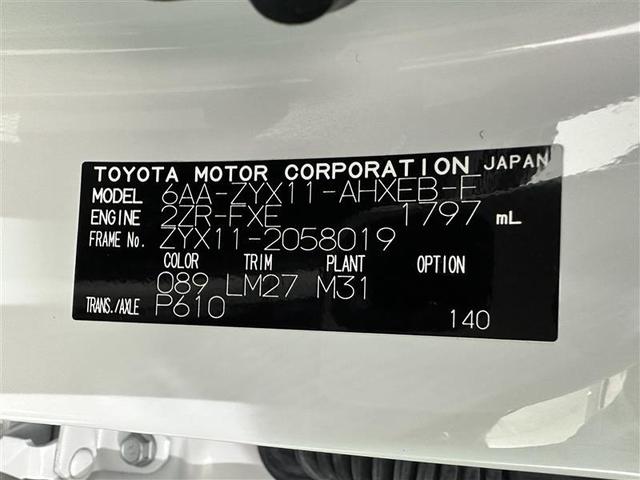 TOYOTA MOTOR CORPORATION JAPAN
MODEL 6AA-ZYX11-AHXEB-E
ENGINE 2ZR-FXE 1797 mL
FRAME No. ZYX11-2058019
COLOR TRIM PLANT OPTION
089 LM27 M31
TRANS./AXLE P610
140